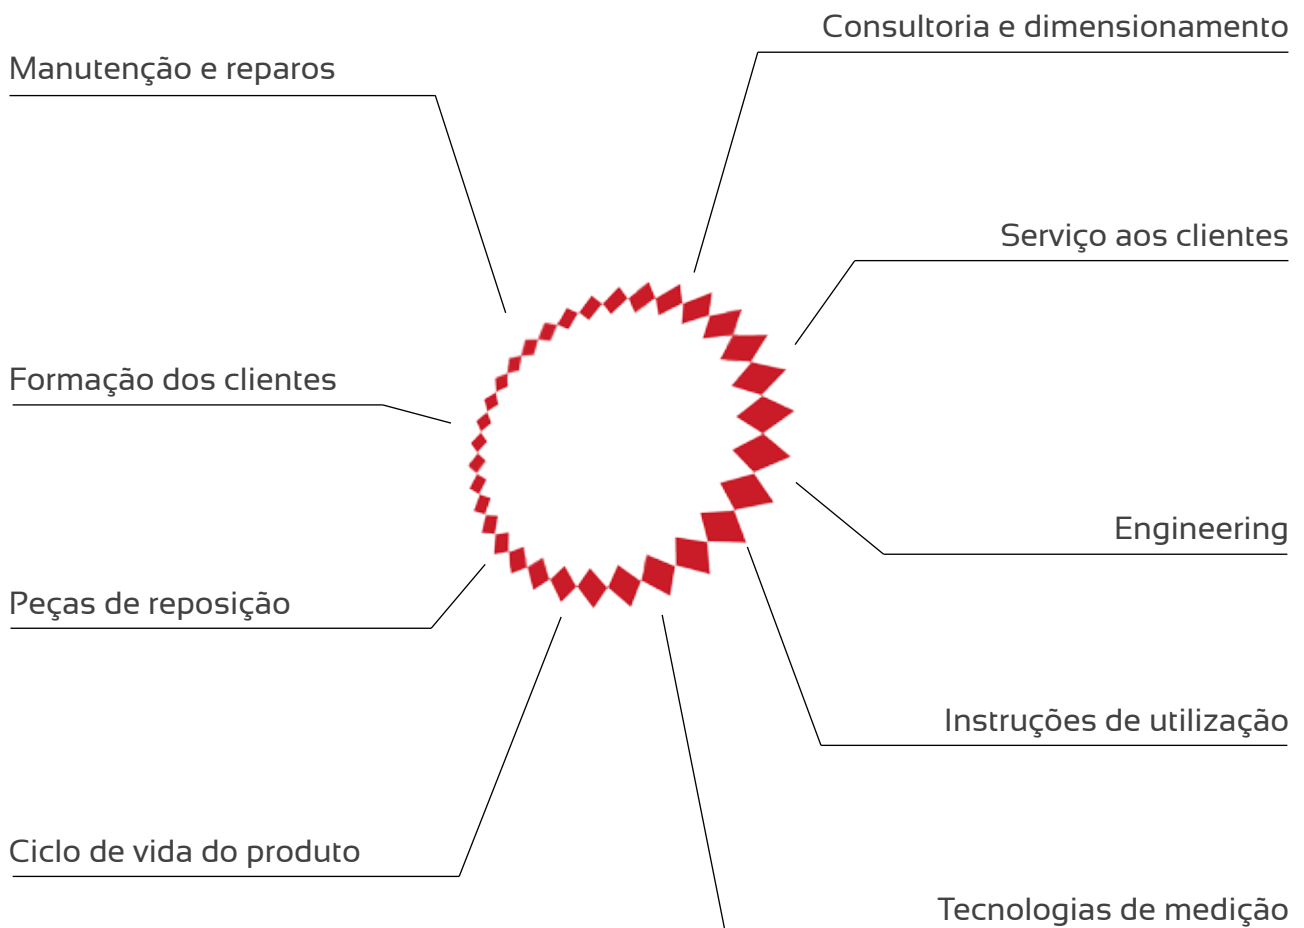 Consultoria e dimensionamento
Manutenção e reparos
Serviço aos clientes
Formação dos clientes
Engineering
Peças de reposição
Instruções de utilização
Ciclo de vida do produto
Tecnologias de medição